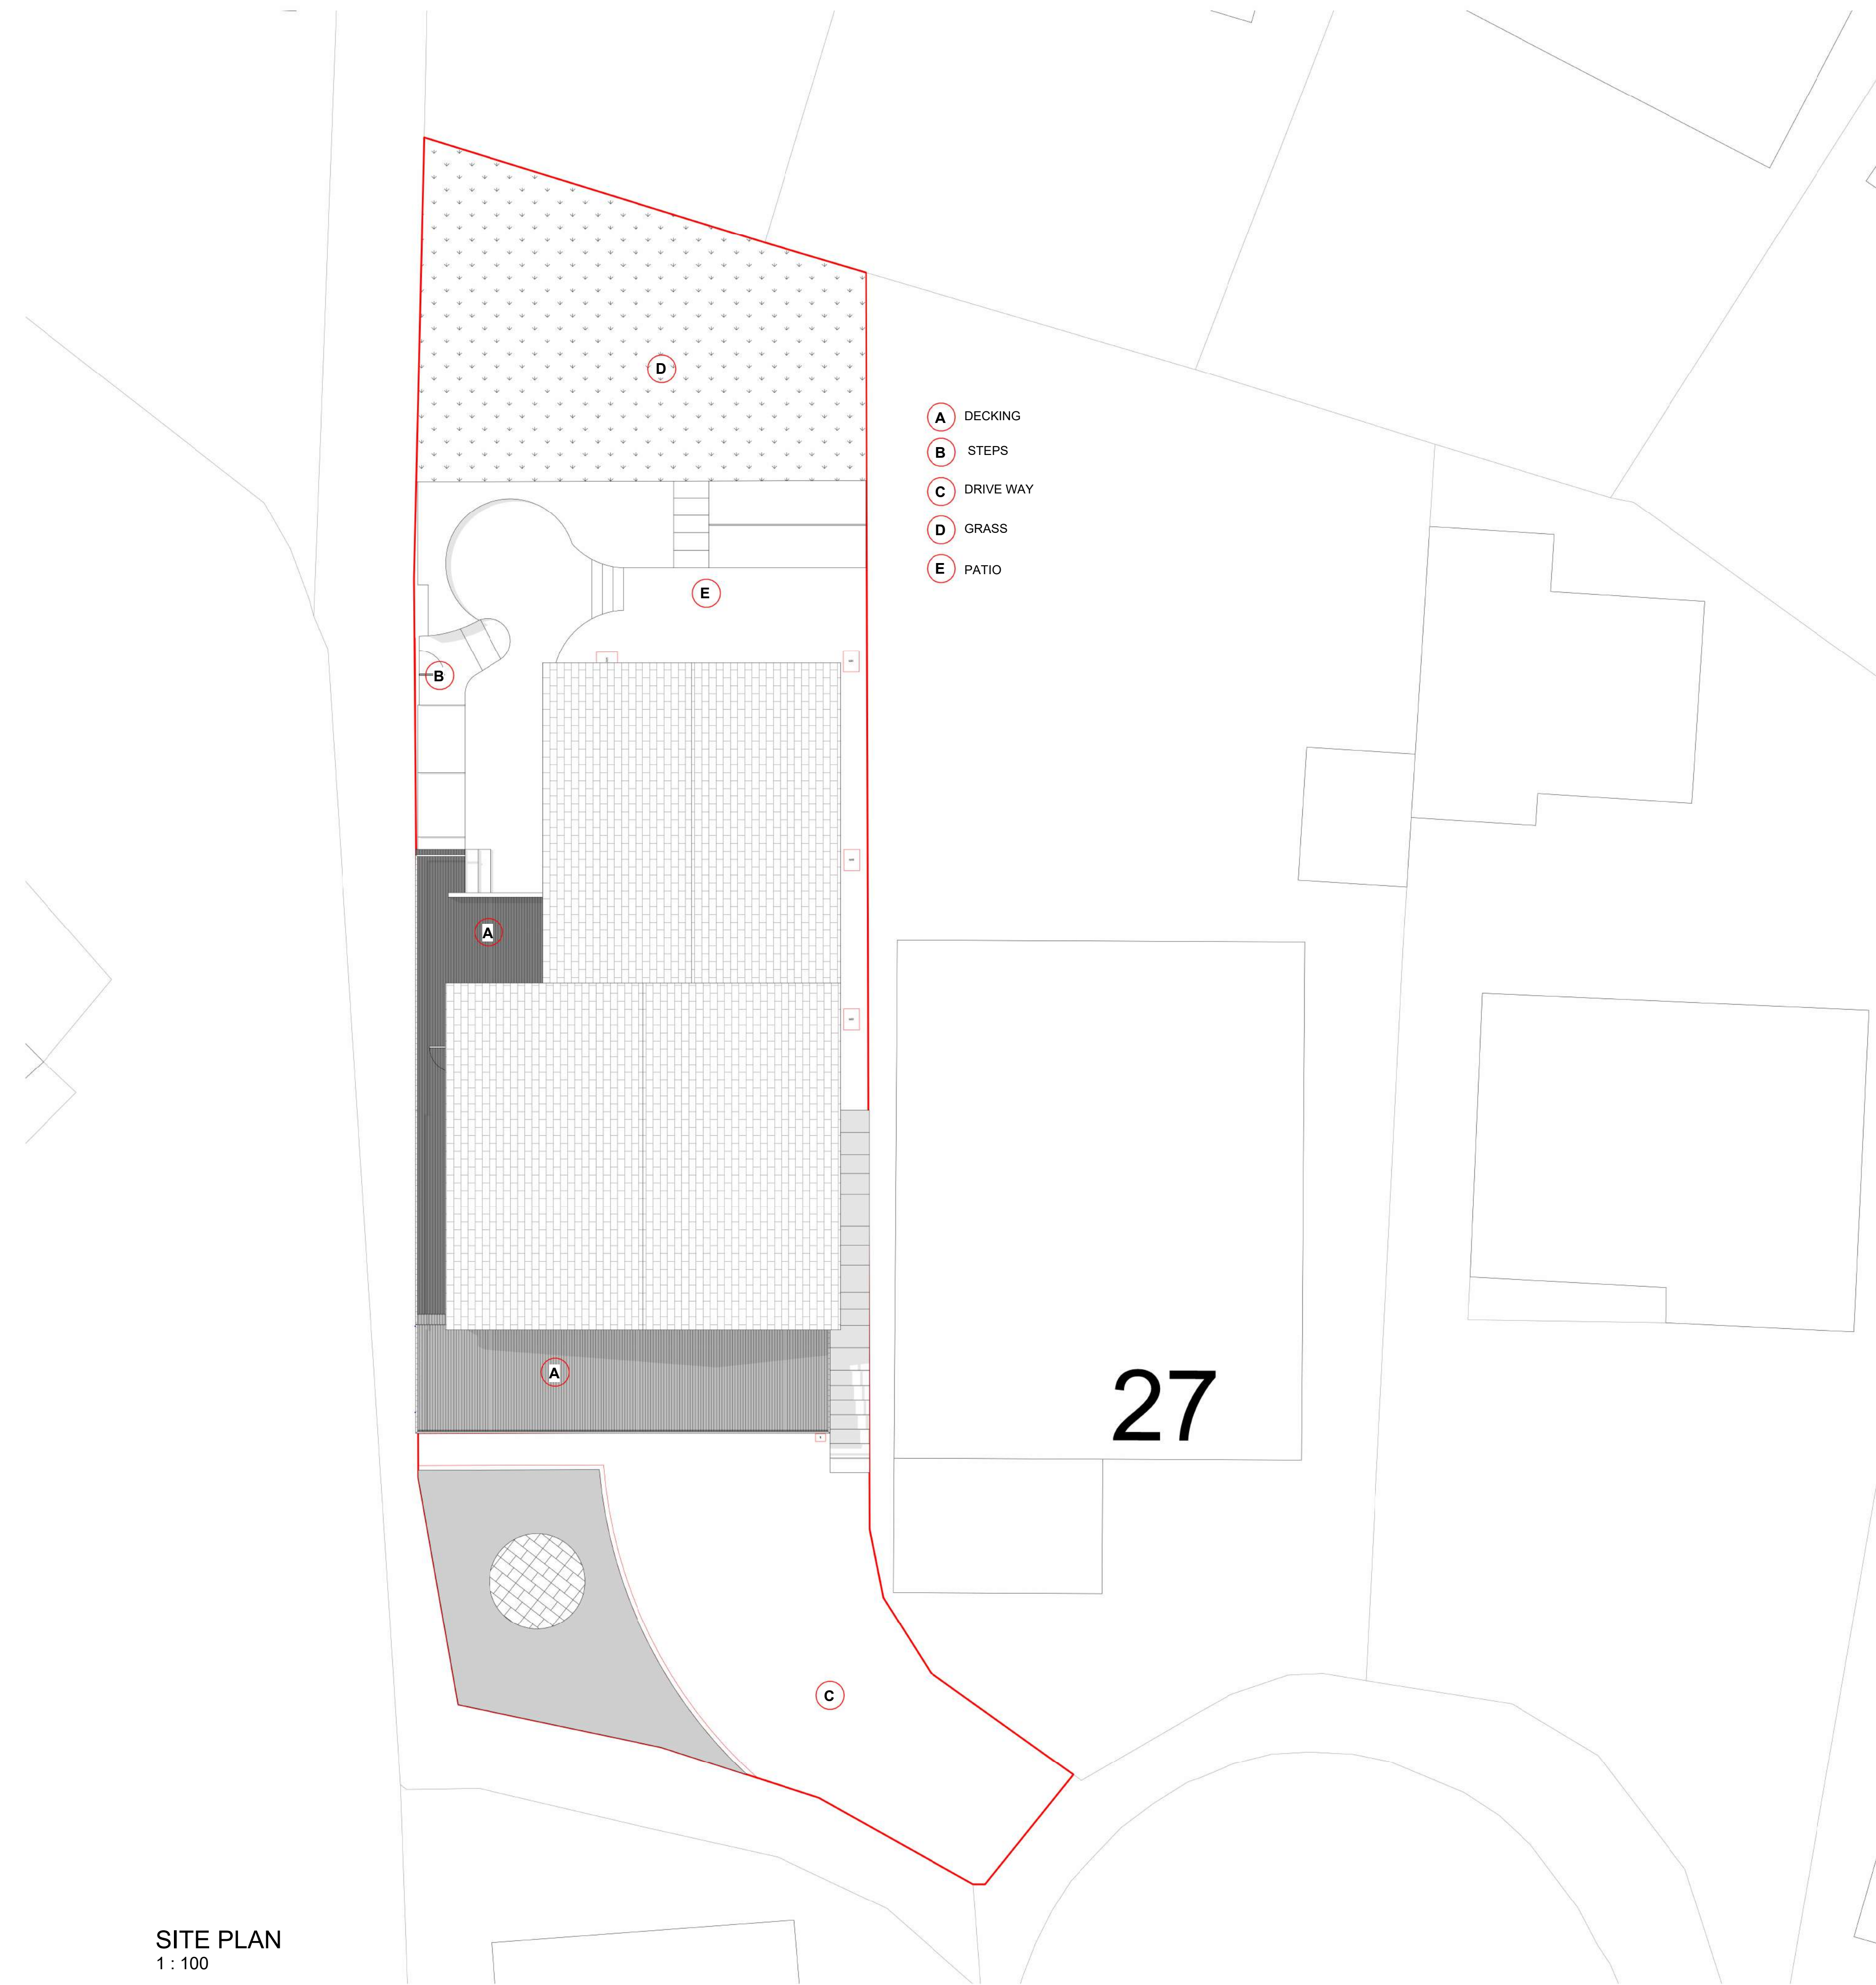 D
A DECKING
B STEPS
C DRIVE WAY
D GRASS
E PATIO
E
B
A
A
27
C
SITE PLAN
1 : 100